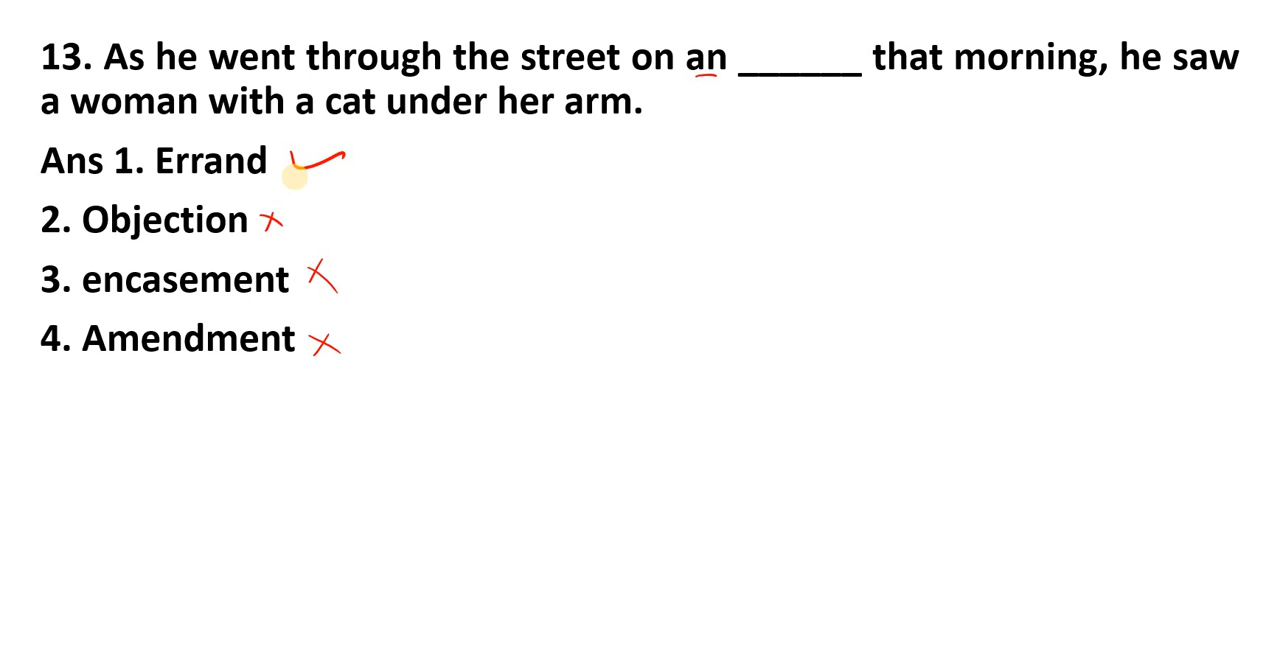 13. As he went through the street on an ______ that morning, he saw
a woman with a cat under her arm.
Ans 1. Errand
2. Objection
3. encasement
4. Amendment